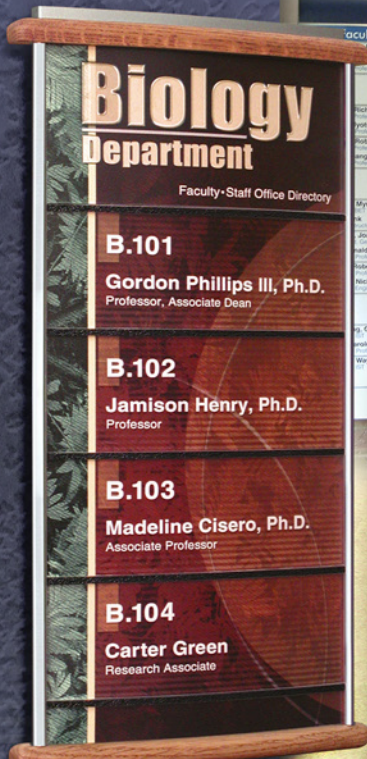 Biology
Department
Faculty•Staff Office Directory
B.101
Gordon Phillips III, Ph.D.
Professor, Associate Dean
B.102
Jamison Henry, Ph.D.
Professor
B.103
Madeline Cisero, Ph.D.
Associate Professor
B.104
Carter Green
Research Associate